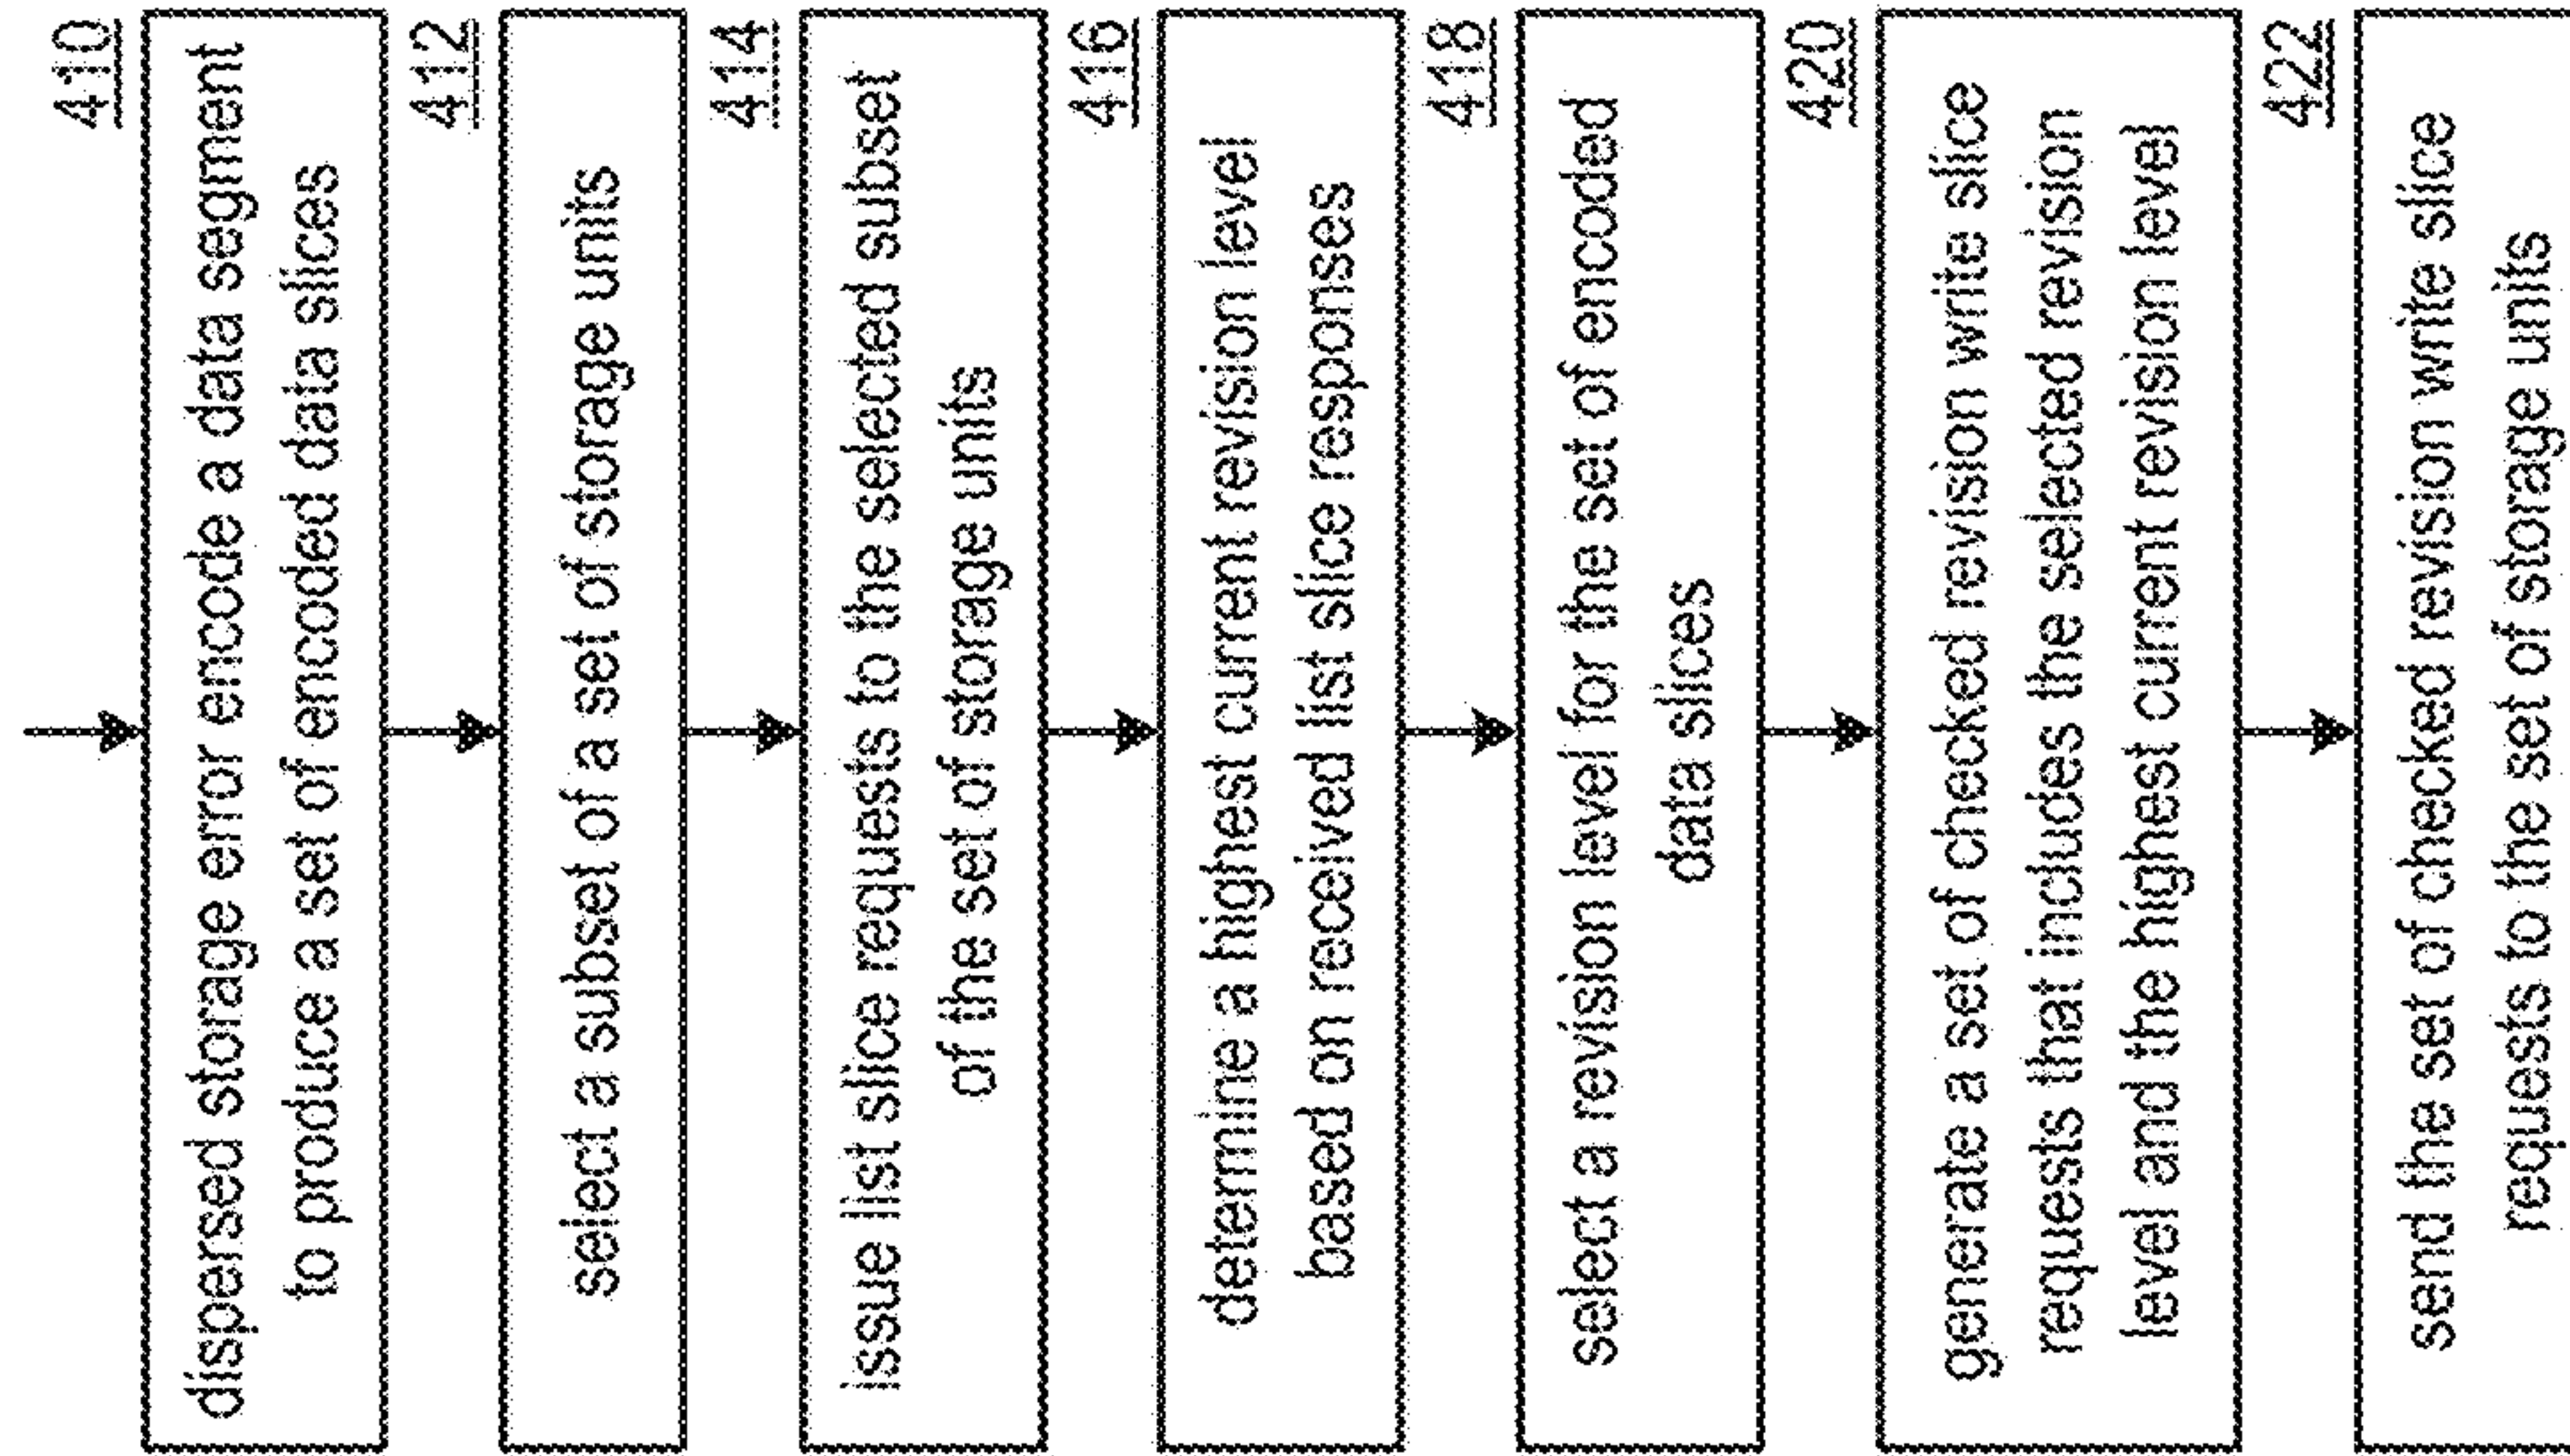 410
dispersed storage error encode a data segment
to produce a set of encoded data slices
412
select a subset of a set of storage units
414
issue list slice requests to the selected subset
of the set of storage units
416
determine a highest current revision level
based on received list slice responses
418
select a revision level for the set of encoded
data slices
420
generate a set of checked revision write slice
requests that includes the selected revision
level and the highest current revision level
422
send the set of checked revision write slice
requests to the set of storage units